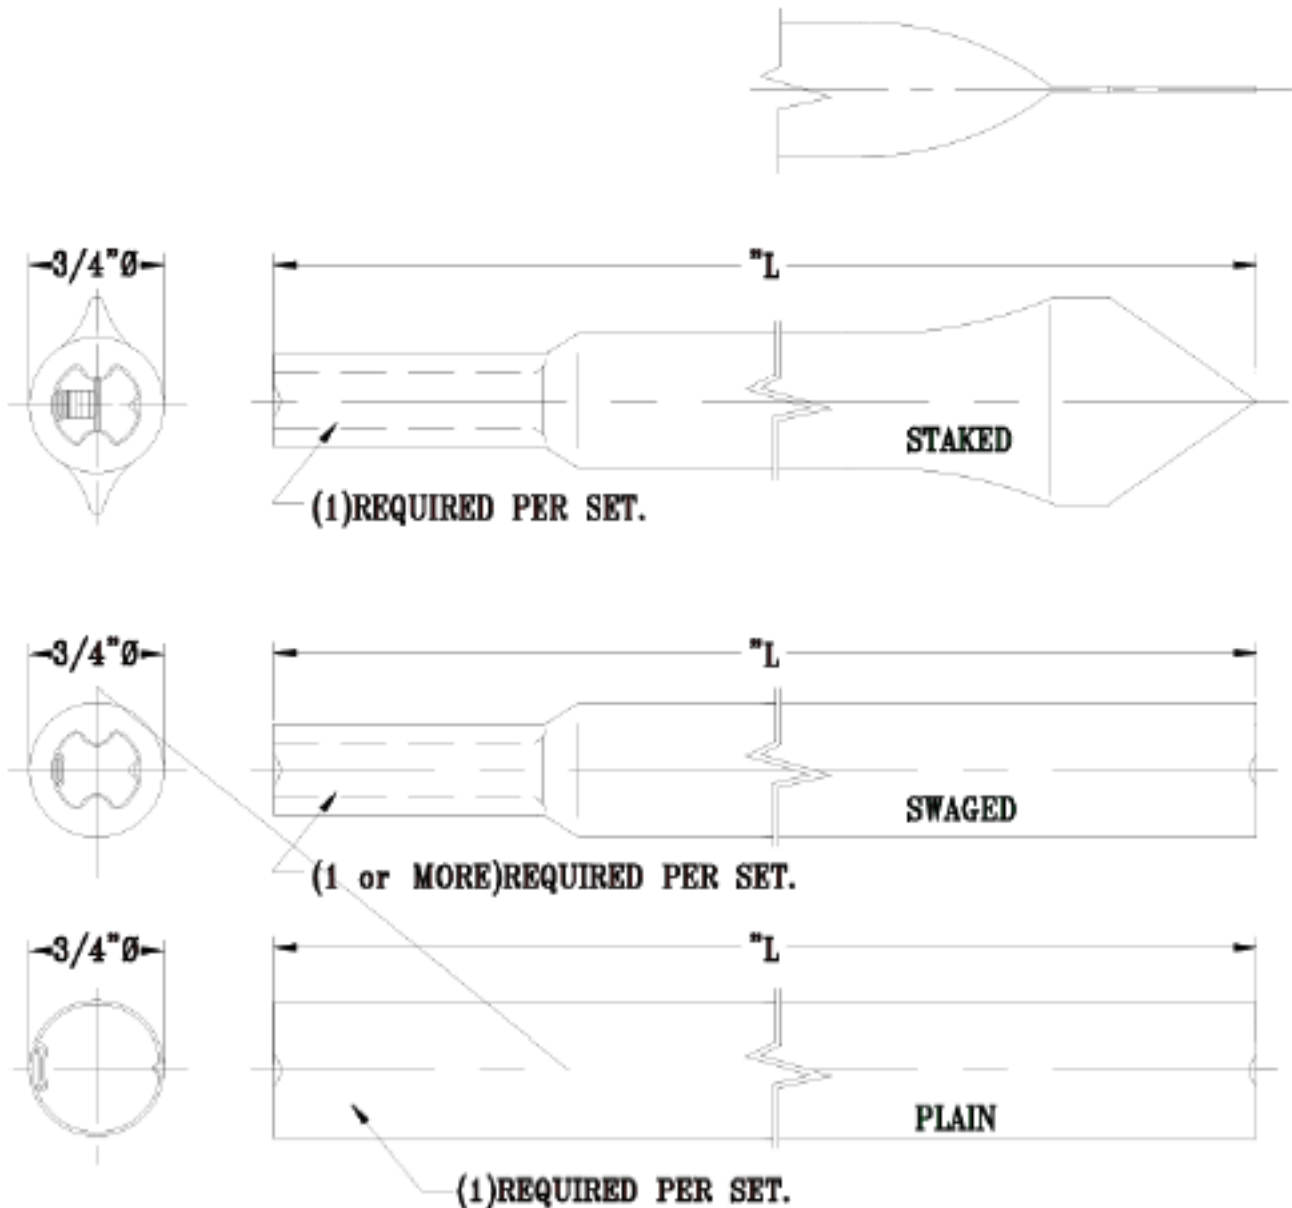 3/4"Ø
"L
STAKED
(1)REQUIRED PER SET.
3/4"Ø
"L
SWAGED
(1 or MORE)REQUIRED PER SET.
3/4"Ø
"L
PLAIN
(1)REQUIRED PER SET.